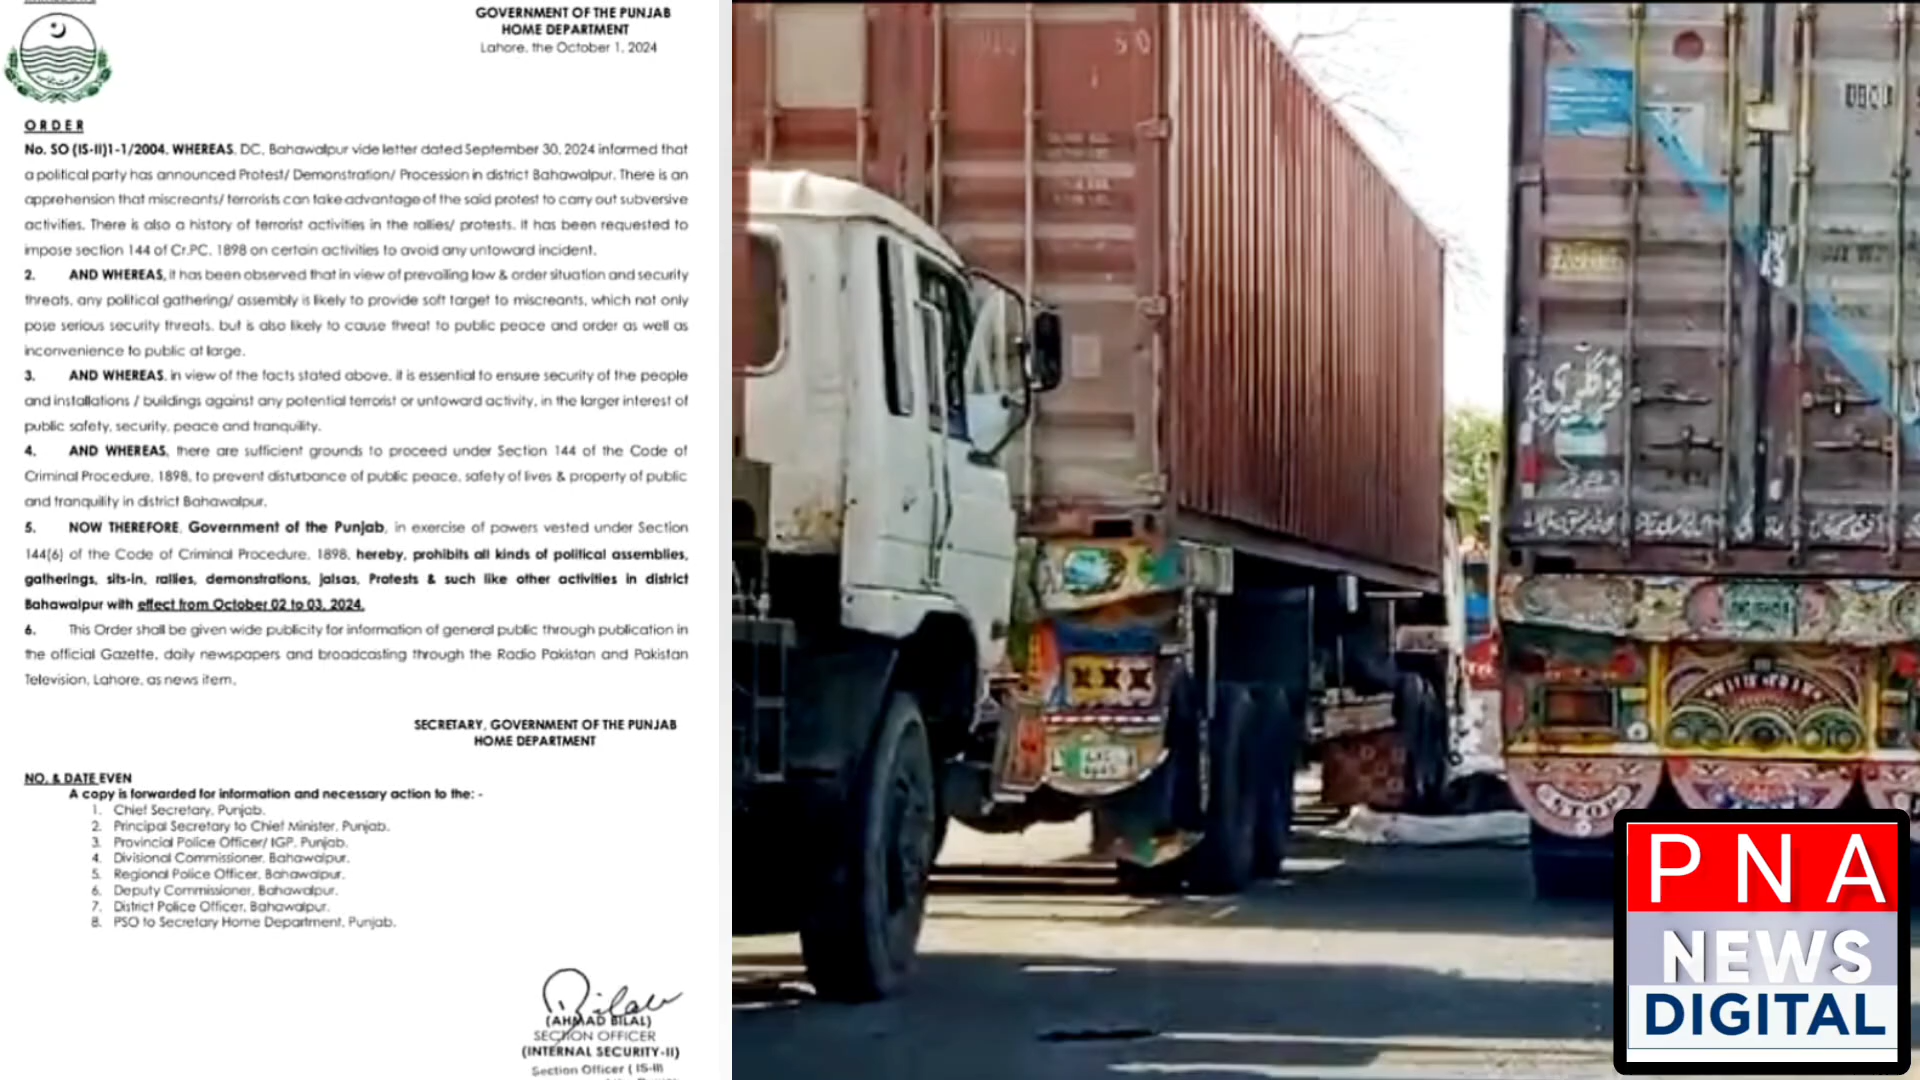 GOVERNMENT OF THE PUNJAB
HOME DEPARTMENT
Lahore, the October 1, 2024
ORDER
No. SO (IS-II)1-1/2004. WHEREAS, DC, Bahawalpur vide letter dated September 30, 2024 informed that
a political party has announced Protest/ Demonstration/ Procession in district Bahawalpur. There is an
apprehension that miscreants/ terrorists can take advantage of the said protest to carry out subversive
activities. There is also a history of terrorist activities in the rallies/ protests. It has been requested to
impose section 144 of Cr.PC, 1898 on certain activities to avoid any untoward incident.
2. AND WHEREAS, it has been observed that in view of prevailing law & order situation and security
threats, any political gathering/ assembly is likely to provide soft target to miscreants, which not only
pose serious security threats, but is also likely to cause threat to public peace and order as well as
inconvenience to public at large.
3. AND WHEREAS, in view of the facts stated above, it is essential to ensure security of the people
and installations / buildings against any potential terrorist or untoward activity, in the larger interest of
public safety, security, peace and tranquility.
4. AND WHEREAS, there are sufficient grounds to proceed under Section 144 of the Code of
Criminal Procedure, 1898, to prevent disturbance of public peace, safety of lives & property of public
and tranquility in district Bahawalpur.
5. NOW THEREFORE, Government of the Punjab, in exercise of powers vested under Section
144(6) of the Code of Criminal Procedure, 1898, hereby, prohibits all kinds of political assemblies,
gatherings, sits-in, rallies, demonstrations, jalsas, Protests & such like other activities in district
Bahawalpur with effect from October 02 to 03, 2024.
6. This Order shall be given wide publicity for information of general public through publication in
the official Gazette, daily newspapers and broadcasting through the Radio Pakistan and Pakistan
Television, Lahore, as news item.
SECRETARY, GOVERNMENT OF THE PUNJAB
HOME DEPARTMENT
NO. & DATE EVEN
A copy is forwarded for information and necessary action to the: -
1. Chief Secretary, Punjab.
2. Principal Secretary to Chief Minister, Punjab.
3. Provincial Police Officer/ IGP, Punjab.
4. Divisional Commissioner, Bahawalpur.
5. Regional Police Officer, Bahawalpur.
6. Deputy Commissioner, Bahawalpur.
7. District Police Officer, Bahawalpur.
8. PSO to Secretary Home Department, Punjab.
Bilal
(AHMAD BILAL)
SECTION OFFICER
(INTERNAL SECURITY-II)
Section Officer ( IS-II)
STOP
PNA
NEWS
DIGITAL